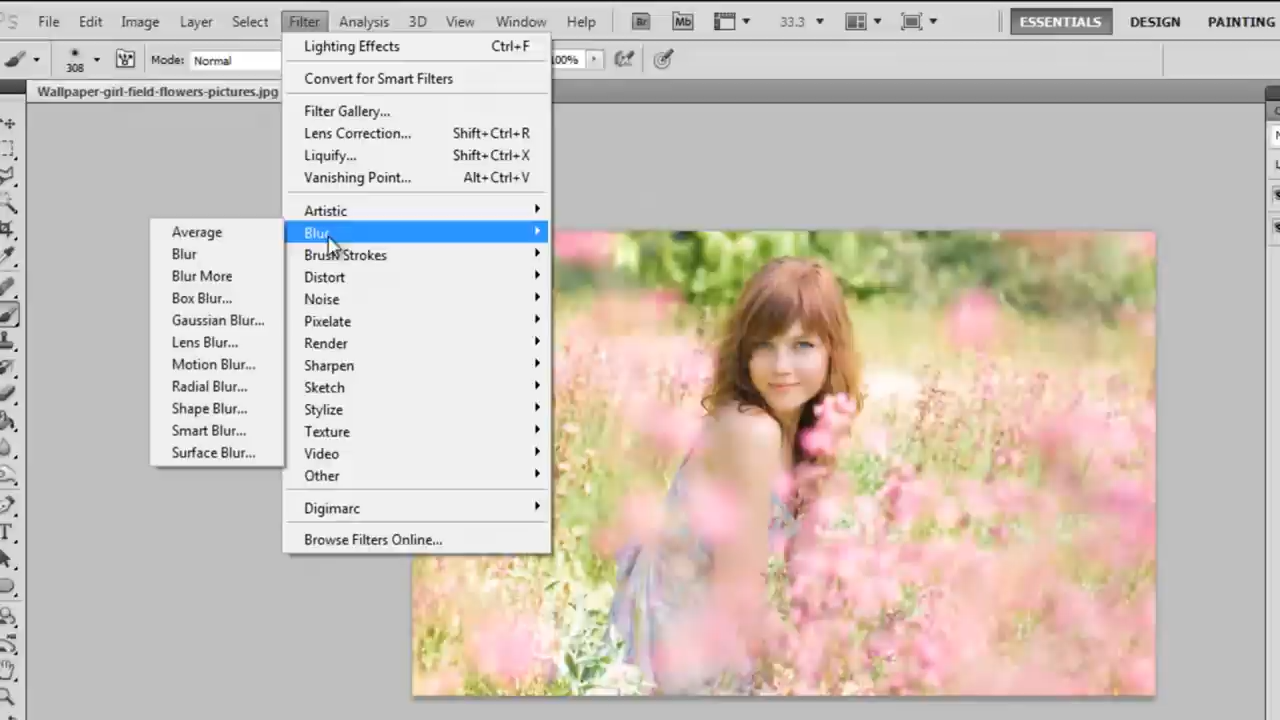 PS File Edit Image Layer Select Filter Analysis 3D View Window Help Br Mb 33.3 ESSENTIALS DESIGN PAINTING
308 Mode: Normal 100%
Wallpaper-girl-field-flowers-pictures.jpg
Lighting Effects Ctrl+F
Convert for Smart Filters
Filter Gallery...
Lens Correction... Shift+Ctrl+R
Liquify... Shift+Ctrl+X
Vanishing Point... Alt+Ctrl+V
Artistic
Blur
Brush Strokes
Distort
Noise
Pixelate
Render
Sharpen
Sketch
Stylize
Texture
Video
Other
Digimarc
Browse Filters Online...
Average
Blur
Blur More
Box Blur...
Gaussian Blur...
Lens Blur...
Motion Blur...
Radial Blur...
Shape Blur...
Smart Blur...
Surface Blur...